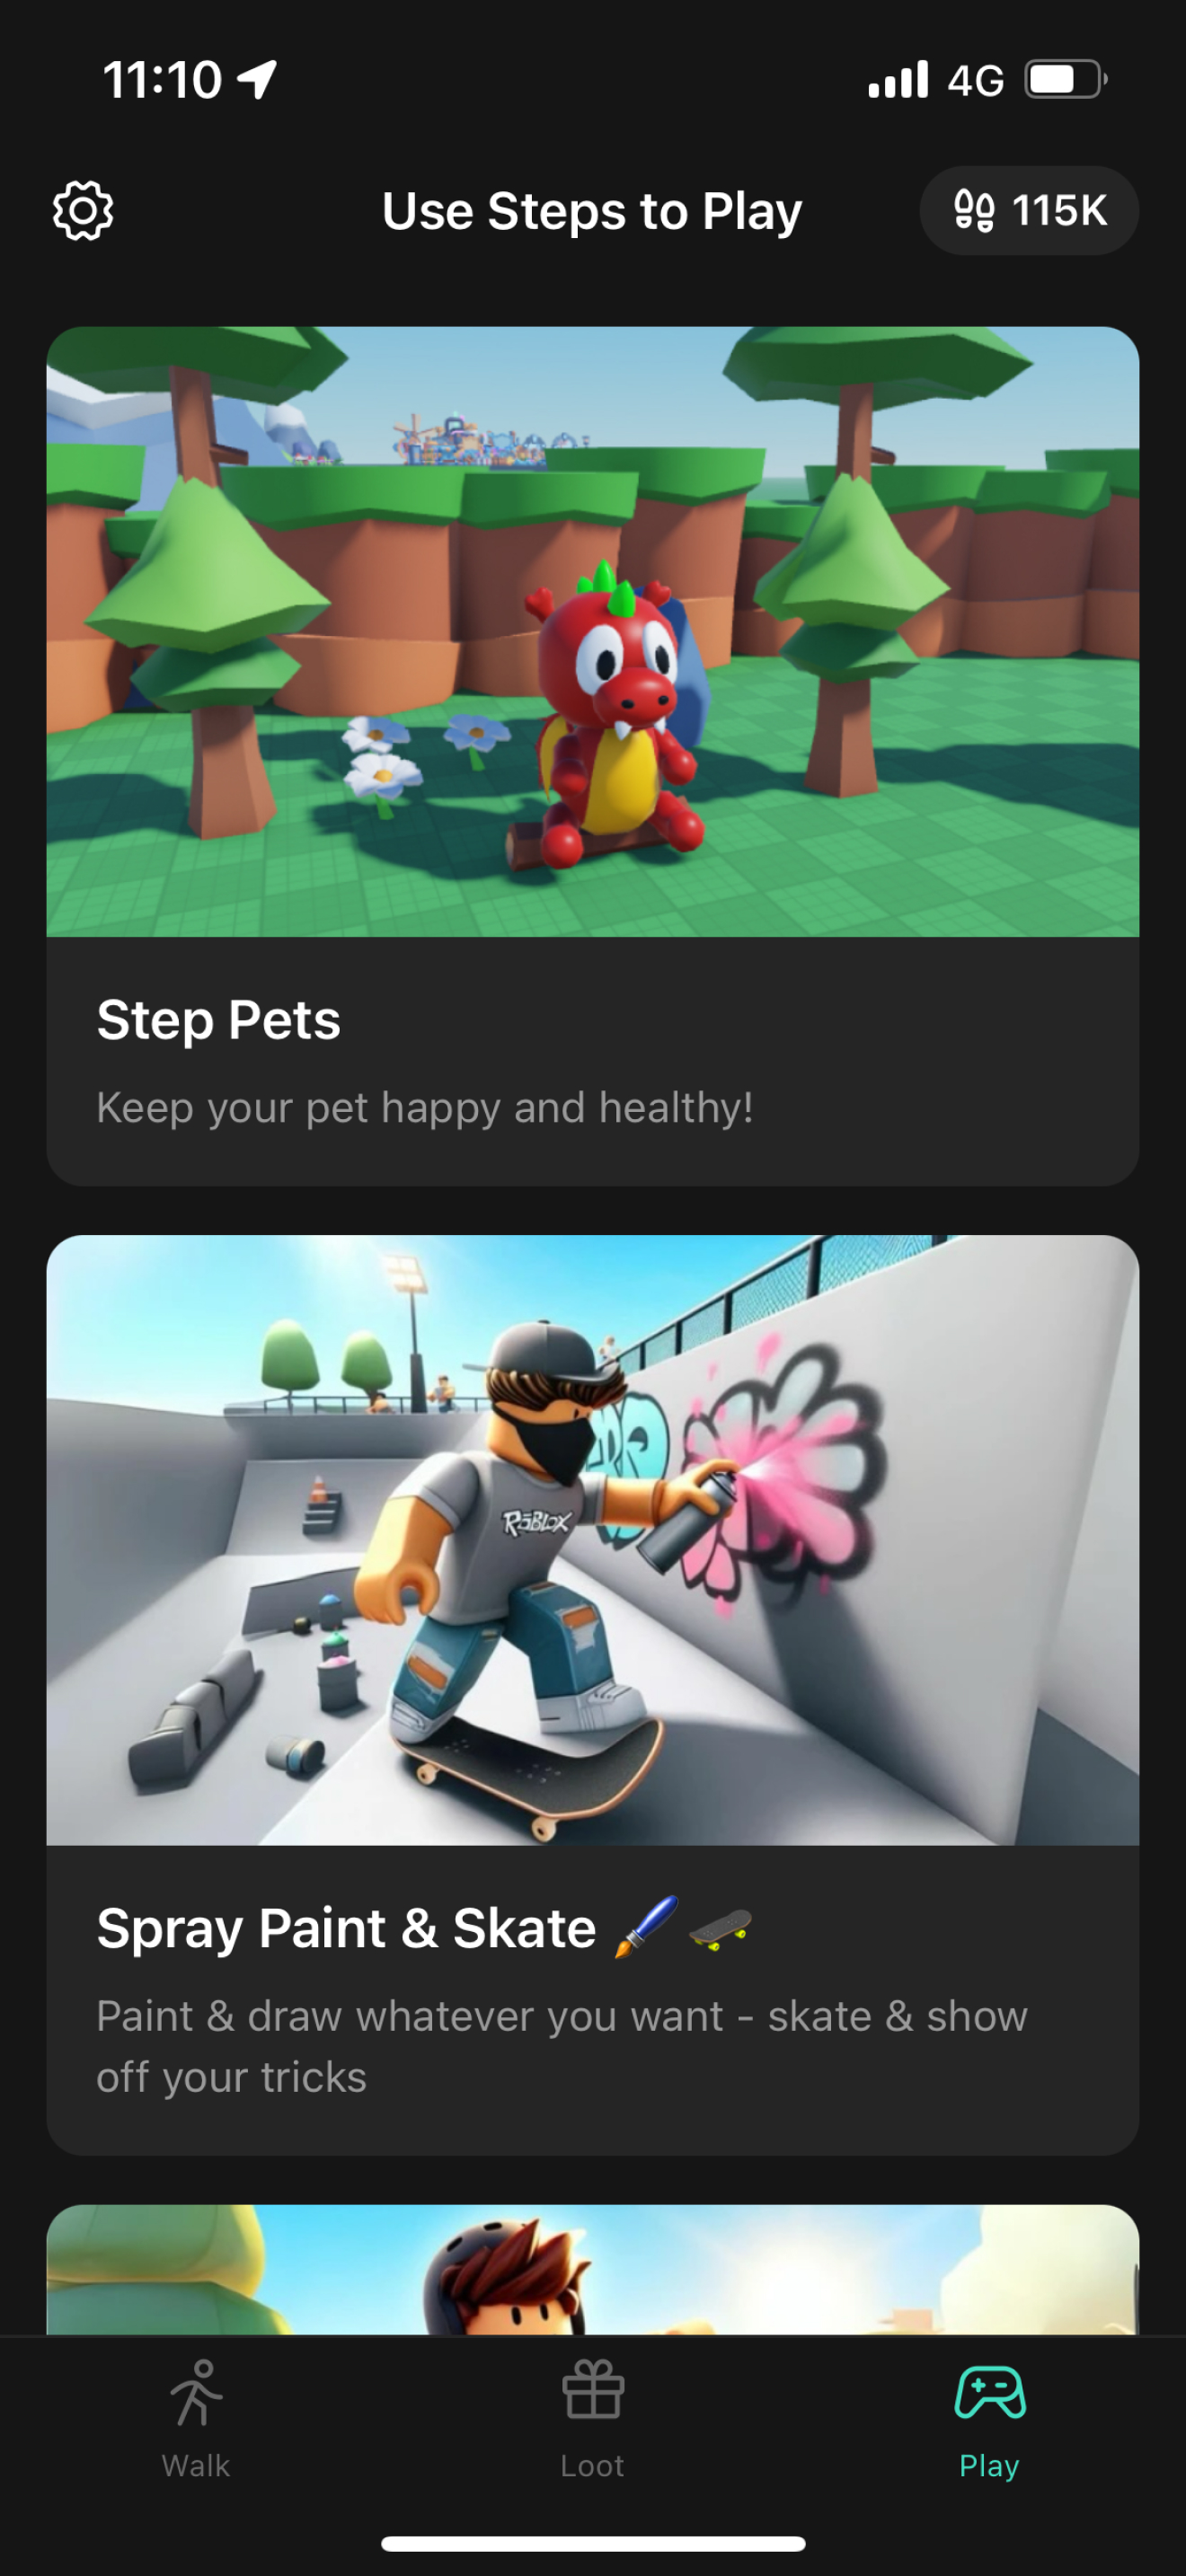 11:10
4G
Use Steps to Play
115K
Step Pets
Keep your pet happy and healthy!
ROBLOX
Spray Paint & Skate 🖌️🛹
Paint & draw whatever you want - skate & show
off your tricks
Walk
Loot
Play